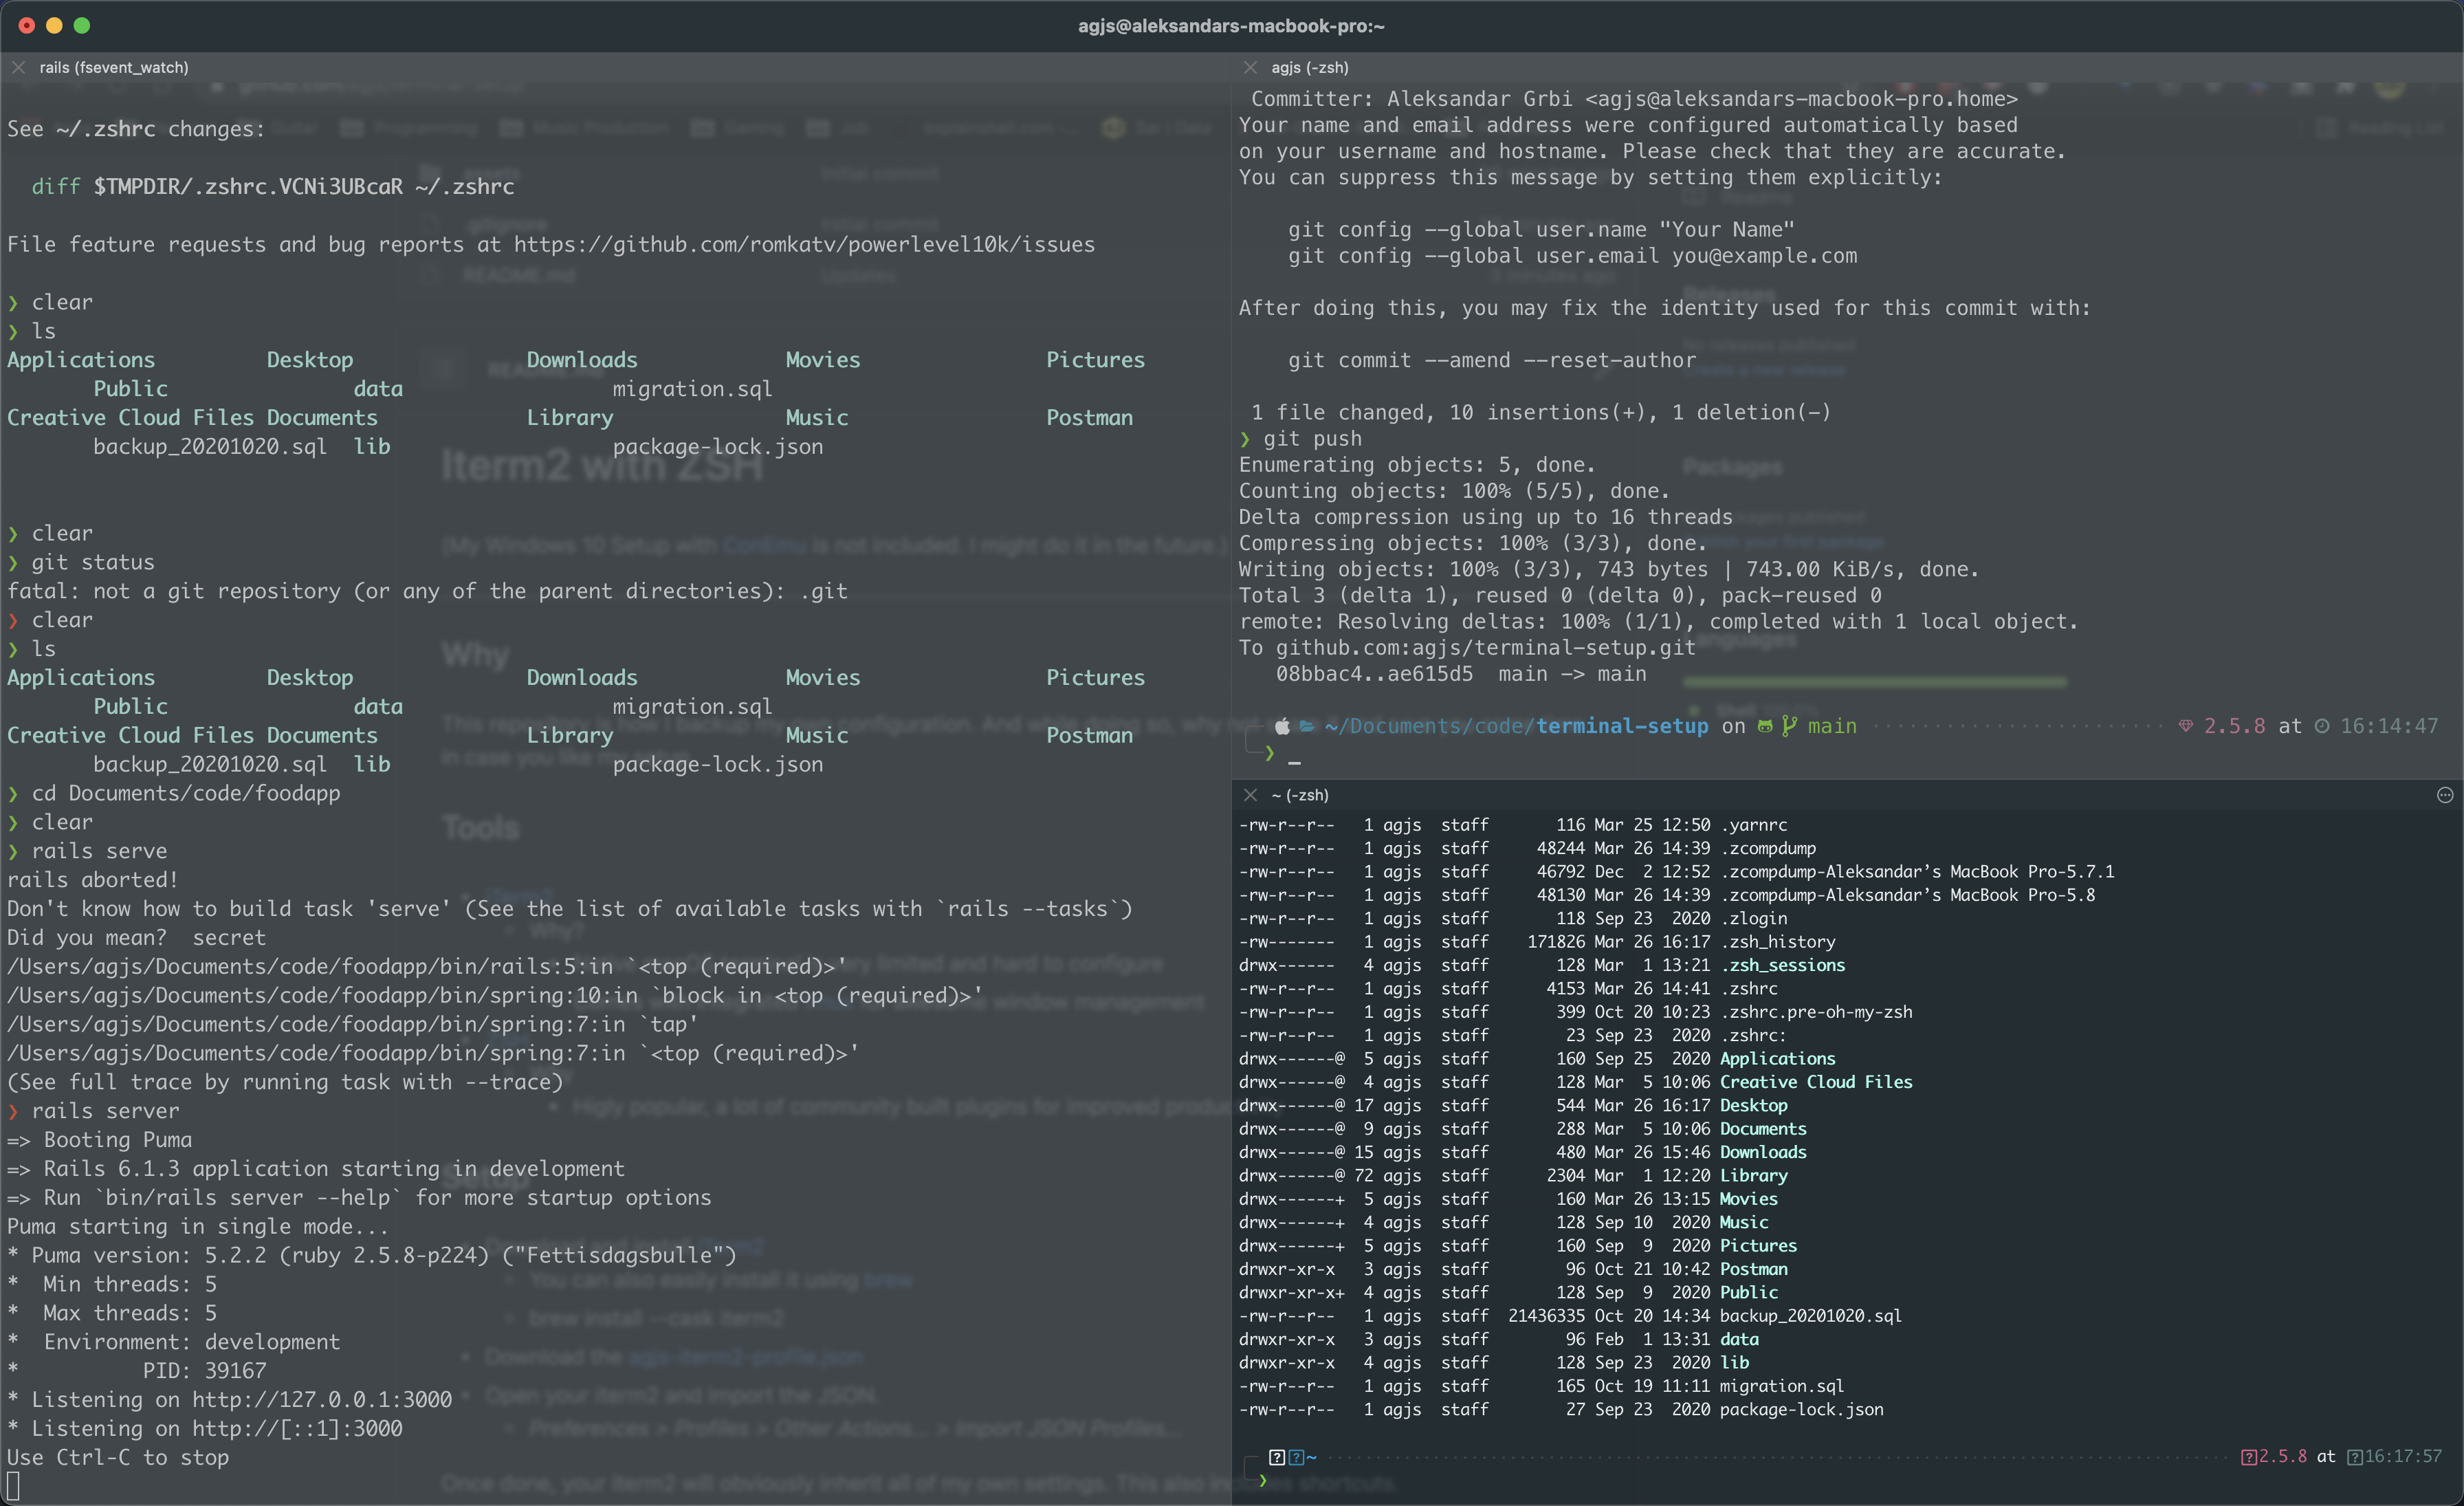 agjs@aleksandars-macbook-pro:~
rails (fsevent_watch)
See ~/.zshrc changes:
diff $TMPDIR/.zshrc.VCNi3UBcaR ~/.zshrc
File feature requests and bug reports at https://github.com/romkatv/powerlevel10k/issues
❯ clear
❯ ls
Applications Desktop Downloads Movies Pictures
Public data migration.sql
Creative Cloud Files Documents Library Music Postman
backup_20201020.sql lib package-lock.json
❯ clear
❯ git status
fatal: not a git repository (or any of the parent directories): .git
❯ clear
❯ ls
Applications Desktop Downloads Movies Pictures
Public data migration.sql
Creative Cloud Files Documents Library Music Postman
backup_20201020.sql lib package-lock.json
❯ cd Documents/code/foodapp
❯ clear
❯ rails serve
rails aborted!
Don't know how to build task 'serve' (See the list of available tasks with `rails --tasks`)
Did you mean?  secret
/Users/agjs/Documents/code/foodapp/bin/rails:5:in `<top (required)>'
/Users/agjs/Documents/code/foodapp/bin/spring:10:in `block in <top (required)>'
/Users/agjs/Documents/code/foodapp/bin/spring:7:in `tap'
/Users/agjs/Documents/code/foodapp/bin/spring:7:in `<top (required)>'
(See full trace by running task with --trace)
❯ rails server
=> Booting Puma
=> Rails 6.1.3 application starting in development
=> Run `bin/rails server --help` for more startup options
Puma starting in single mode...
* Puma version: 5.2.2 (ruby 2.5.8-p224) ("Fettisdagsbulle")
*  Min threads: 5
*  Max threads: 5
*  Environment: development
*          PID: 39167
* Listening on http://127.0.0.1:3000
* Listening on http://[::1]:3000
Use Ctrl-C to stop
agjs (-zsh)
Committer: Aleksandar Grbi <agjs@aleksandars-macbook-pro.home>
Your name and email address were configured automatically based
on your username and hostname. Please check that they are accurate.
You can suppress this message by setting them explicitly:
git config --global user.name "Your Name"
git config --global user.email you@example.com
After doing this, you may fix the identity used for this commit with:
git commit --amend --reset-author
1 file changed, 10 insertions(+), 1 deletion(-)
❯ git push
Enumerating objects: 5, done.
Counting objects: 100% (5/5), done.
Delta compression using up to 16 threads
Compressing objects: 100% (3/3), done.
Writing objects: 100% (3/3), 743 bytes | 743.00 KiB/s, done.
Total 3 (delta 1), reused 0 (delta 0), pack-reused 0
remote: Resolving deltas: 100% (1/1), completed with 1 local object.
To github.com:agjs/terminal-setup.git
08bbac4..ae615d5  main -> main
~/Documents/code/terminal-setup on main 2.5.8 at 16:14:47
❯ _
~ (-zsh)
-rw-r--r--   1 agjs  staff       116 Mar 25 12:50 .yarnrc
-rw-r--r--   1 agjs  staff     48244 Mar 26 14:39 .zcompdump
-rw-r--r--   1 agjs  staff     46792 Dec  2 12:52 .zcompdump-Aleksandar’s MacBook Pro-5.7.1
-rw-r--r--   1 agjs  staff     48130 Mar 26 14:39 .zcompdump-Aleksandar’s MacBook Pro-5.8
-rw-r--r--   1 agjs  staff       118 Sep 23  2020 .zlogin
-rw-------   1 agjs  staff    171826 Mar 26 16:17 .zsh_history
drwx------   4 agjs  staff       128 Mar  1 13:21 .zsh_sessions
-rw-r--r--   1 agjs  staff      4153 Mar 26 14:41 .zshrc
-rw-r--r--   1 agjs  staff       399 Oct 20 10:23 .zshrc.pre-oh-my-zsh
-rw-r--r--   1 agjs  staff        23 Sep 23  2020 .zshrc:
drwx------@  5 agjs  staff       160 Sep 25  2020 Applications
drwx------@  4 agjs  staff       128 Mar  5 10:06 Creative Cloud Files
drwx------@ 17 agjs  staff       544 Mar 26 16:17 Desktop
drwx------@  9 agjs  staff       288 Mar  5 10:06 Documents
drwx------@ 15 agjs  staff       480 Mar 26 15:46 Downloads
drwx------@ 72 agjs  staff      2304 Mar  1 12:20 Library
drwx------+  5 agjs  staff       160 Mar 26 13:15 Movies
drwx------+  4 agjs  staff       128 Sep 10  2020 Music
drwx------+  5 agjs  staff       160 Sep  9  2020 Pictures
drwxr-xr-x   3 agjs  staff        96 Oct 21 10:42 Postman
drwxr-xr-x+  4 agjs  staff       128 Sep  9  2020 Public
-rw-r--r--   1 agjs  staff  21436335 Oct 20 14:34 backup_20201020.sql
drwxr-xr-x   3 agjs  staff        96 Feb  1 13:31 data
drwxr-xr-x   4 agjs  staff       128 Sep 23  2020 lib
-rw-r--r--   1 agjs  staff       165 Oct 19 11:11 migration.sql
-rw-r--r--   1 agjs  staff        27 Sep 23  2020 package-lock.json
~ 2.5.8 at 16:17:57
❯